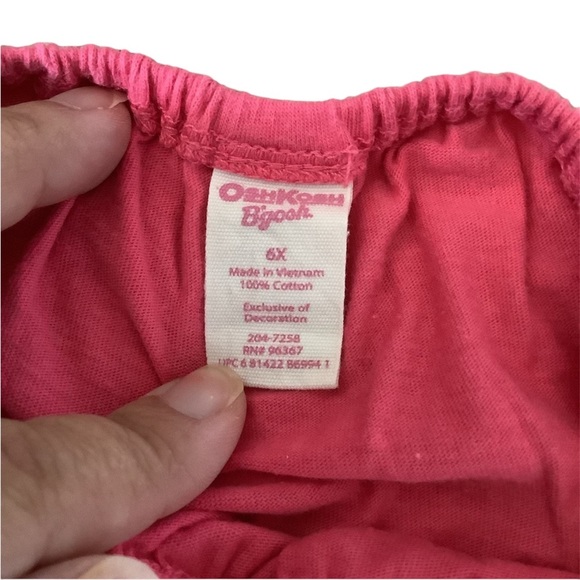 OshKosh
B'gosh.
6X
Made in Vietnam
100% Cotton
Exclusive of
Decoration
204-7258
RN# 96367
UPC 6 81422 86994 1